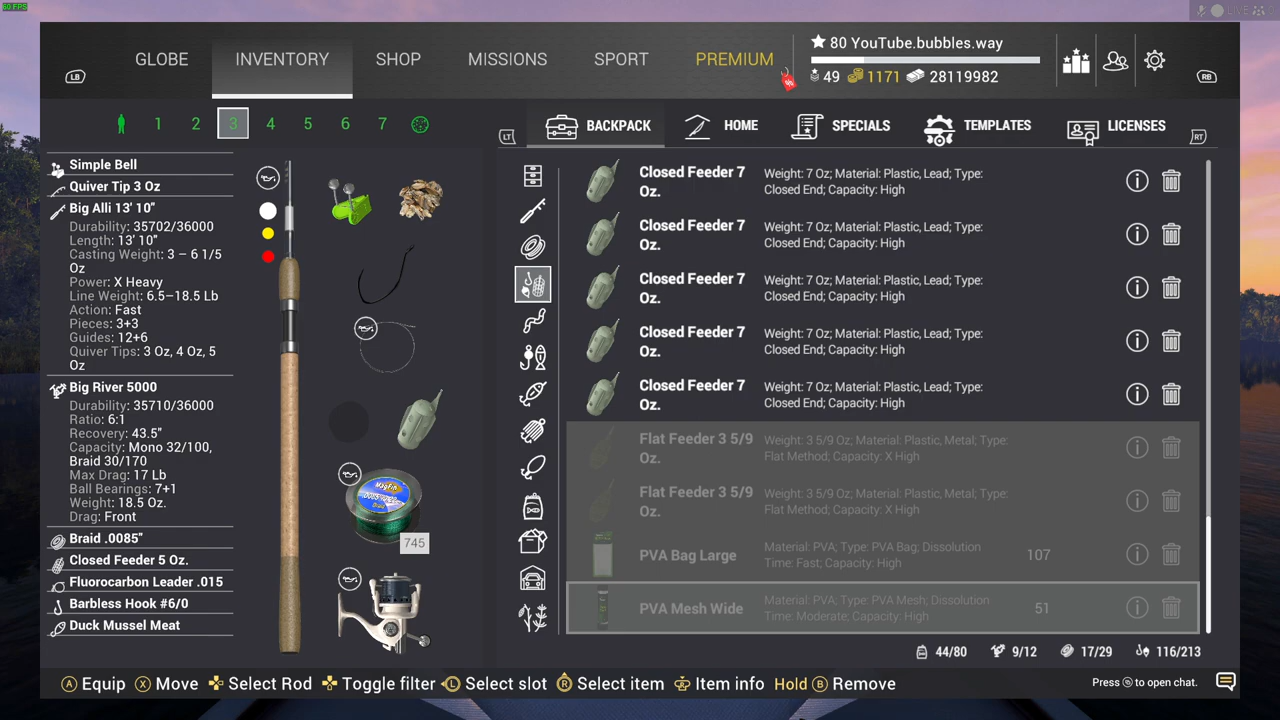 60 FPS
LIVE
GLOBE
INVENTORY
SHOP
MISSIONS
SPORT
PREMIUM
80 YouTube.bubbles.way
49 1171 28119982
LB
RB
1 2 3 4 5 6 7
LT
BACKPACK
HOME
SPECIALS
TEMPLATES
LICENSES
RT
Simple Bell
Quiver Tip 3 Oz
Big Alli 13' 10"
Durability: 35702/36000
Length: 13' 10"
Casting Weight: 3 – 6 1/5
Oz
Power: X Heavy
Line Weight: 6.5–18.5 Lb
Action: Fast
Pieces: 3+3
Guides: 12+6
Quiver Tips: 3 Oz, 4 Oz, 5
Oz
Big River 5000
Durability: 35710/36000
Ratio: 6:1
Recovery: 43.5"
Capacity: Mono 32/100,
Braid 30/170
Max Drag: 17 Lb
Ball Bearings: 7+1
Weight: 18.5 Oz.
Drag: Front
Braid .0085"
Closed Feeder 5 Oz.
Fluorocarbon Leader .015
Barbless Hook #6/0
Duck Mussel Meat
745
Closed Feeder 7
Oz.
Weight: 7 Oz; Material: Plastic, Lead; Type:
Closed End; Capacity: High
Closed Feeder 7
Oz.
Weight: 7 Oz; Material: Plastic, Lead; Type:
Closed End; Capacity: High
Closed Feeder 7
Oz.
Weight: 7 Oz; Material: Plastic, Lead; Type:
Closed End; Capacity: High
Closed Feeder 7
Oz.
Weight: 7 Oz; Material: Plastic, Lead; Type:
Closed End; Capacity: High
Closed Feeder 7
Oz.
Weight: 7 Oz; Material: Plastic, Lead; Type:
Closed End; Capacity: High
Flat Feeder 3 5/9
Oz.
Weight: 3 5/9 Oz; Material: Plastic, Metal; Type:
Flat Method; Capacity: X High
Flat Feeder 3 5/9
Oz.
Weight: 3 5/9 Oz; Material: Plastic, Metal; Type:
Flat Method; Capacity: X High
PVA Bag Large
Material: PVA; Type: PVA Bag; Dissolution
Time: Fast; Capacity: High
107
PVA Mesh Wide
Material: PVA; Type: PVA Mesh; Dissolution
Time: Moderate; Capacity: High
51
44/80 9/12 17/29 116/213
A Equip X Move Select Rod Toggle filter L Select slot R Select item Item info Hold B Remove
Press to open chat.